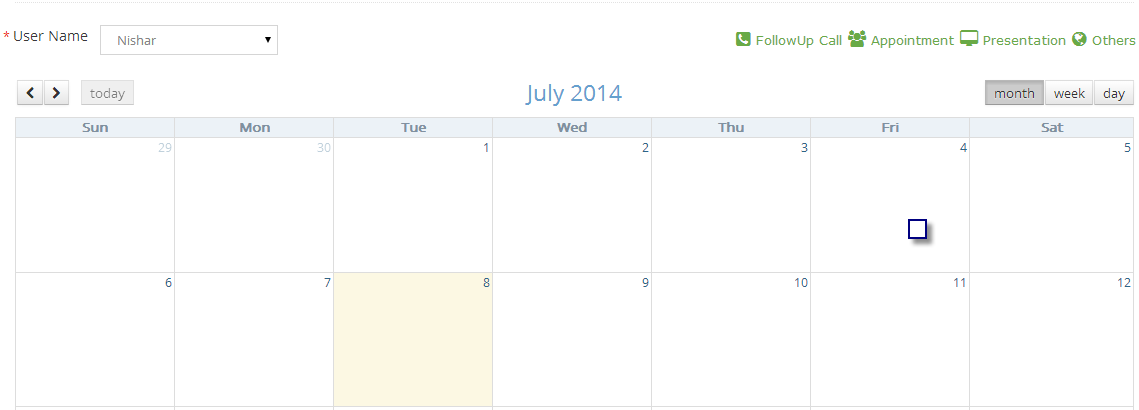 * User Name Nishar FollowUp Call Appointment Presentation Others
today July 2014 month week day
Sun Mon Tue Wed Thu Fri Sat
29 30 1 2 3 4 5
6 7 8 9 10 11 12